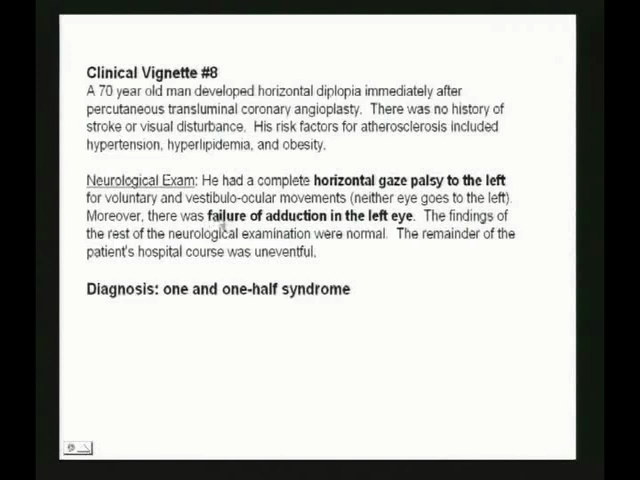 Clinical Vignette #8
A 70 year old man developed horizontal diplopia immediately after
percutaneous transluminal coronary angioplasty. There was no history of
stroke or visual disturbance. His risk factors for atherosclerosis included
hypertension, hyperlipidemia, and obesity.
Neurological Exam: He had a complete horizontal gaze palsy to the left
for voluntary and vestibulo-ocular movements (neither eye goes to the left).
Moreover, there was failure of adduction in the left eye. The findings of
the rest of the neurological examination were normal. The remainder of the
patient's hospital course was uneventful.
Diagnosis: one and one-half syndrome